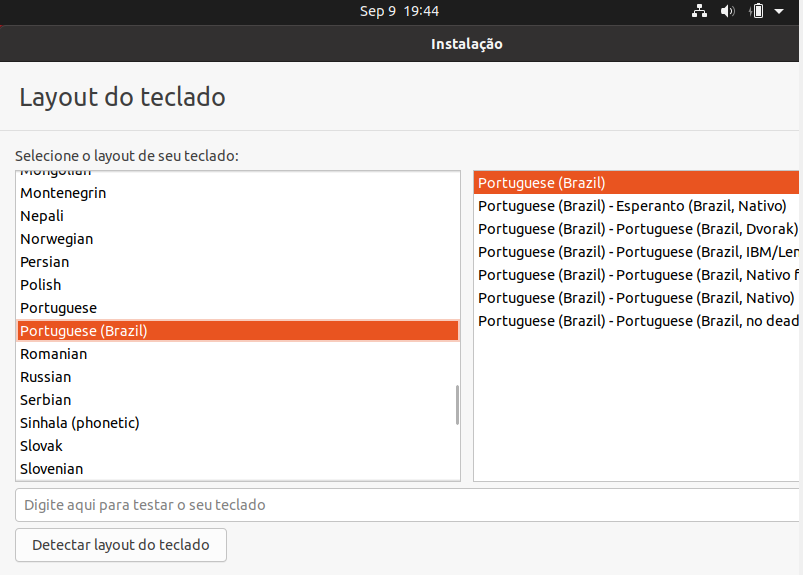 Sep 9 19:44
Instalação
Layout do teclado
Selecione o layout de seu teclado:
Mongolian
Montenegrin
Nepali
Norwegian
Persian
Polish
Portuguese
Portuguese (Brazil)
Romanian
Russian
Serbian
Sinhala (phonetic)
Slovak
Slovenian
Portuguese (Brazil)
Portuguese (Brazil) - Esperanto (Brazil, Nativo)
Portuguese (Brazil) - Portuguese (Brazil, Dvorak)
Portuguese (Brazil) - Portuguese (Brazil, IBM/Len
Portuguese (Brazil) - Portuguese (Brazil, Nativo f
Portuguese (Brazil) - Portuguese (Brazil, Nativo)
Portuguese (Brazil) - Portuguese (Brazil, no dead
Digite aqui para testar o seu teclado
Detectar layout do teclado